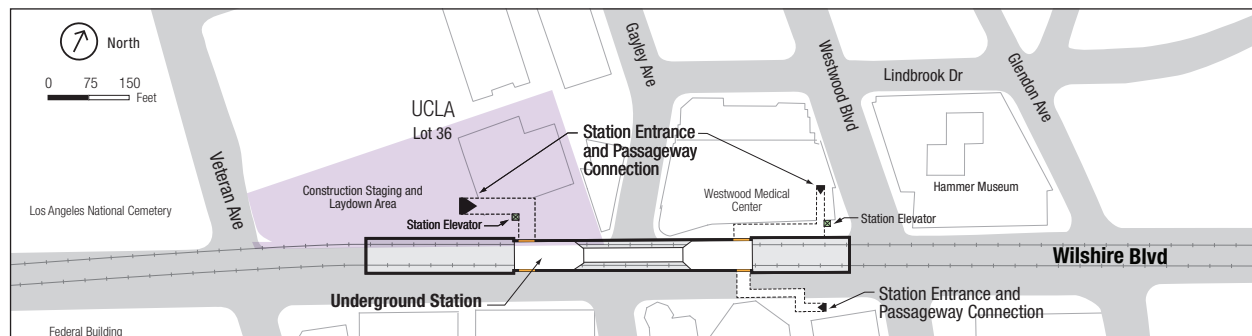 North
0 75 150
Feet
UCLA
Lot 36
Gayley Ave
Westwood Blvd
Lindbrook Dr
Glendon Ave
Veteran Ave
Station Entrance
and Passageway
Connection
Construction Staging and
Laydown Area
Westwood Medical
Center
Hammer Museum
Los Angeles National Cemetery
Station Elevator
Station Elevator
Wilshire Blvd
Underground Station
Station Entrance and
Passageway Connection
Federal Building